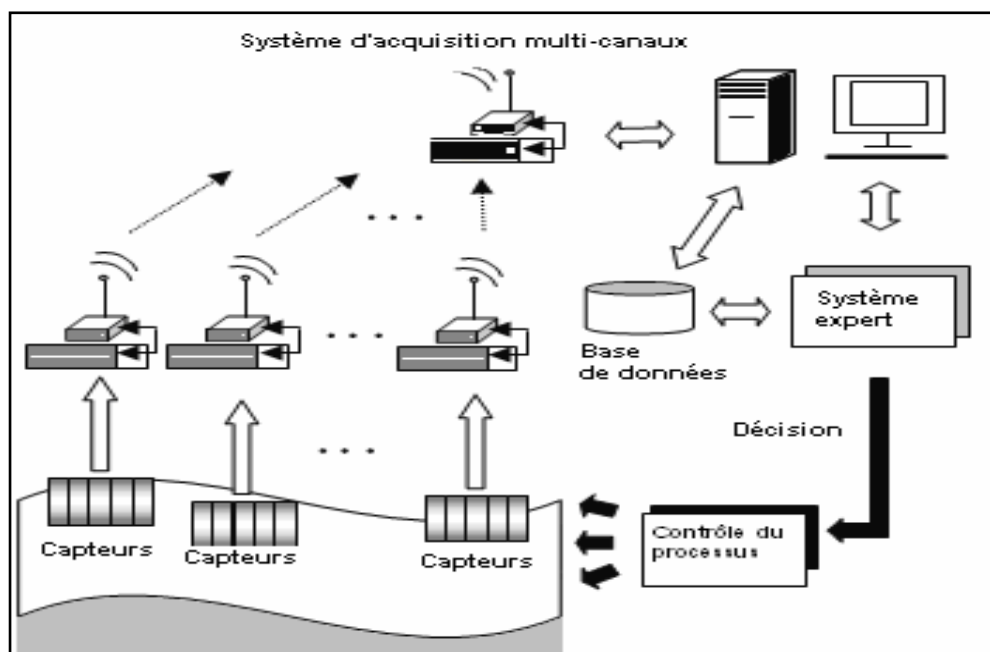 Système d'acquisition multi-canaux
Système
expert
Base
de données
Décision
Capteurs
Capteurs
Capteurs
Contrôle du
processus